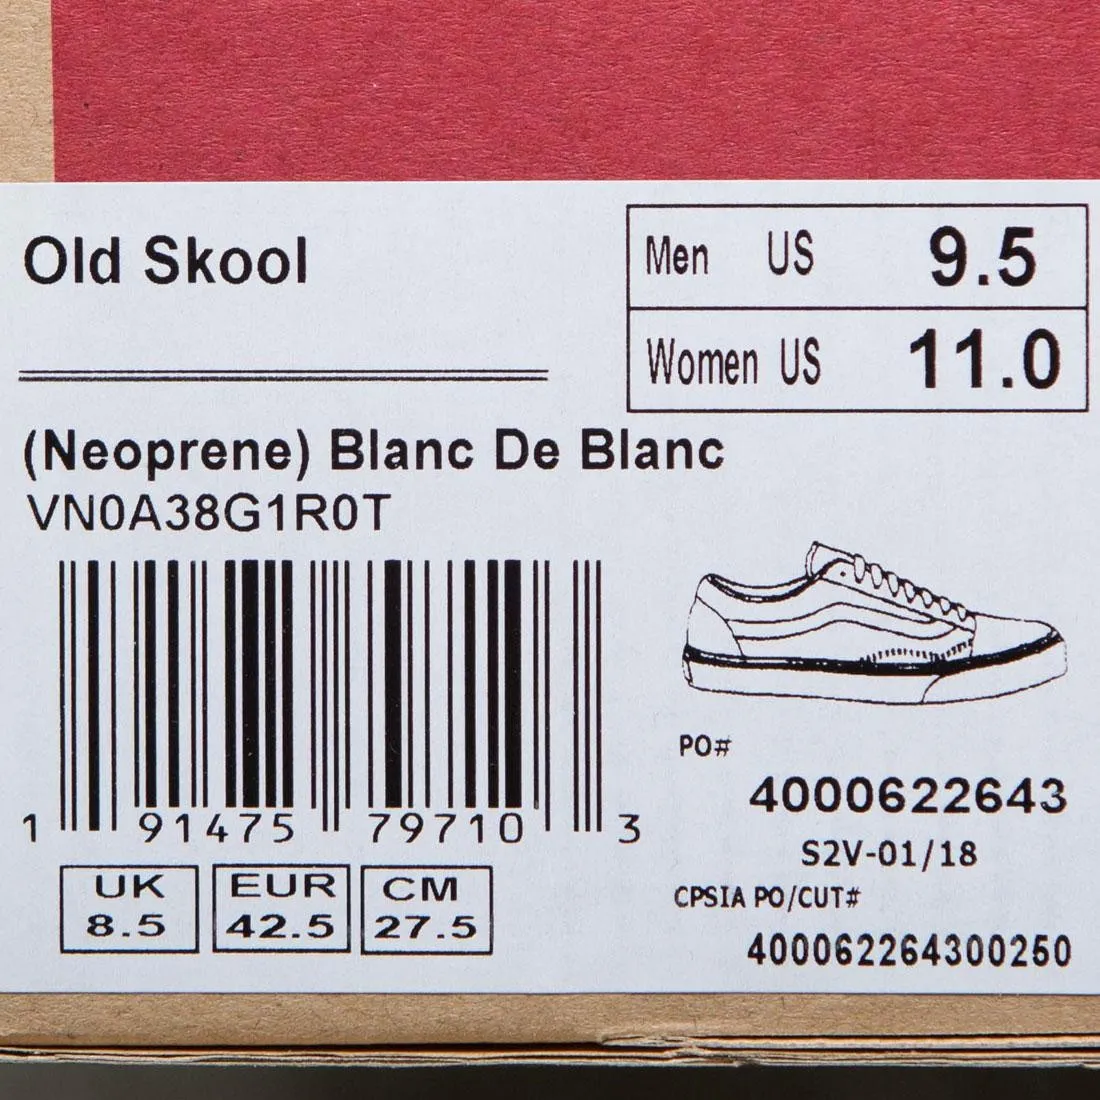 Old Skool
Men US 9.5
Women US 11.0
(Neoprene) Blanc De Blanc
VN0A38G1R0T
1 91475 79710 3
PO#
4000622643
S2V-01/18
CPSIA PO/CUT#
400062264300250
UK EUR CM
8.5 42.5 27.5